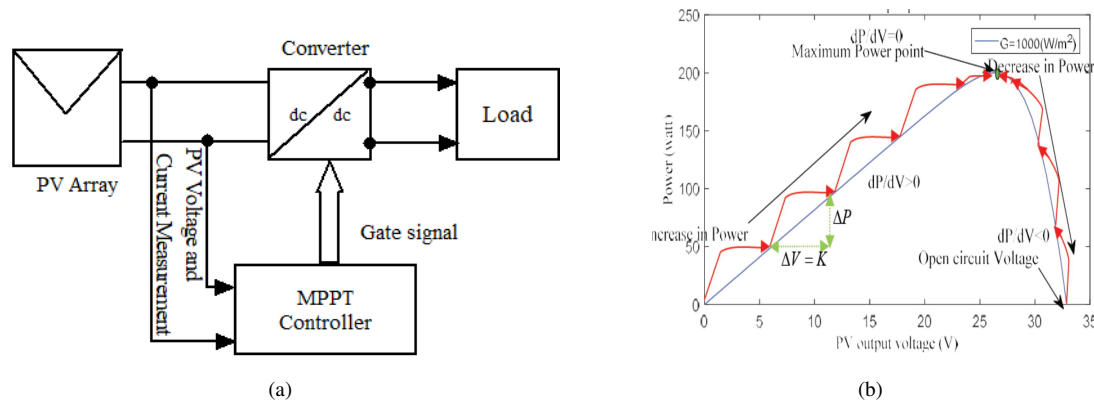 Converter
dc
dc
Load
PV Array
PV Voltage and
Current Measurement
Gate signal
MPPT
Controller
(a)
250
200
150
100
50
0
Power (watt)
dP/dV=0
Maximum Power point
G=1000(W/m²)
Decrease in Power
dP/dV>0
ΔP
ncrease in Power
ΔV = K
dP/dV<0
Open circuit Voltage
0
5
10
15
20
25
30
35
PV output voltage (V)
(b)